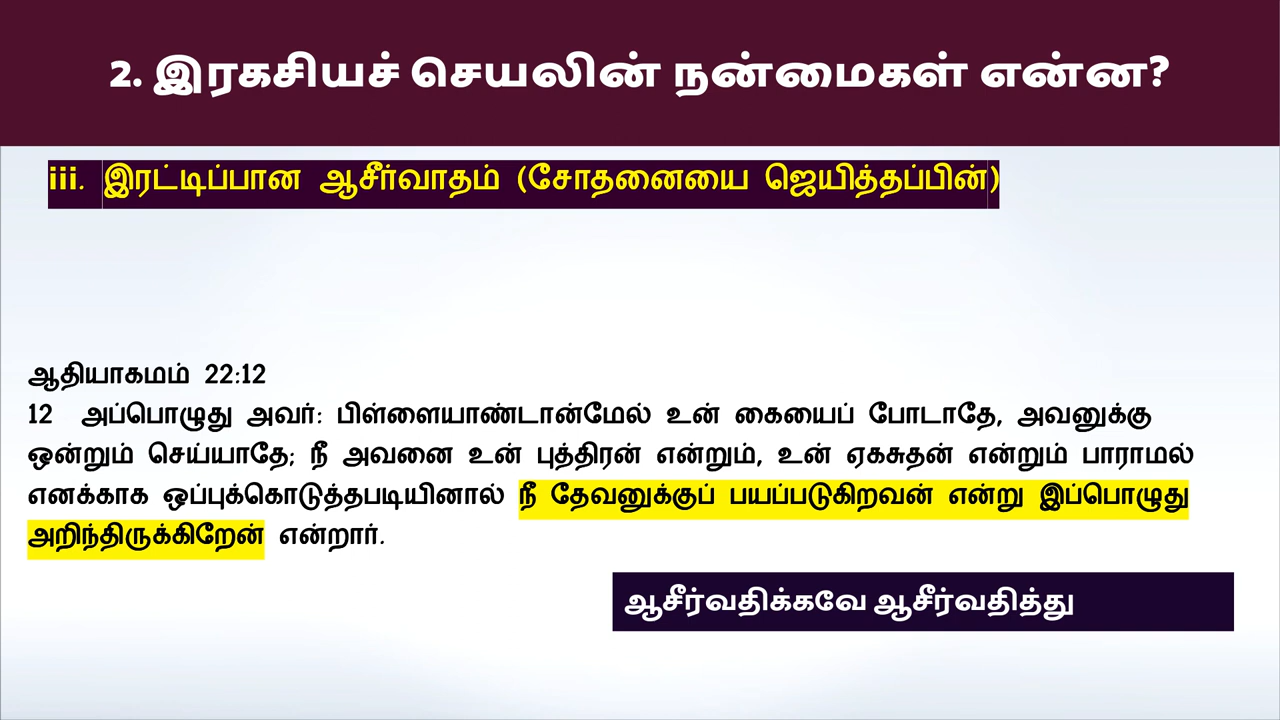 2. இரகசியச் செயலின் நன்மைகள் என்ன?
iii. இரட்டிப்பான ஆசீர்வாதம் (சோதனையை ஜெயித்தப்பின்)
ஆதியாகமம் 22:12
12 அப்பொழுது அவர்: பிள்ளையாண்டான்மேல் உன் கையைப் போடாதே, அவனுக்கு
ஒன்றும் செய்யாதே; நீ அவனை உன் புத்திரன் என்றும், உன் ஏகசுதன் என்றும் பாராமல்
எனக்காக ஒப்புக்கொடுத்தபடியினால் நீ தேவனுக்குப் பயப்படுகிறவன் என்று இப்பொழுது
அறிந்திருக்கிறேன் என்றார்.
ஆசீர்வதிக்கவே ஆசீர்வதித்து